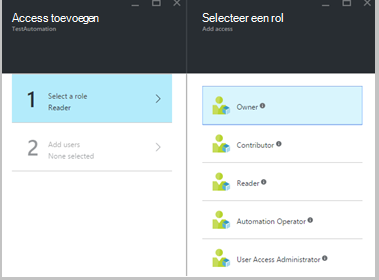 Access toevoegen
TestAutomation
1
Select a role
Reader
2
Add users
None selected
Selecteer een rol
Add access
Owner
Contributor
Reader
Automation Operator
User Access Administrator